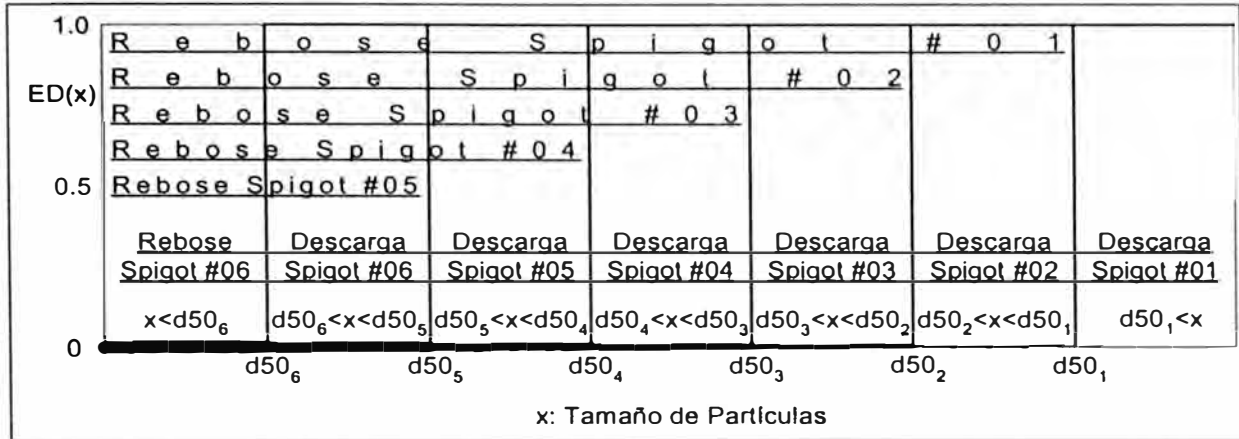 1.0
Rebose Spigot #01
Rebose Spigot #02
ED(x)
Rebose Spigot #03
Rebose Spigot #04
0.5
Rebose Spigot #05
Rebose Descarga Descarga Descarga Descarga Descarga Descarga
Spigot #06 Spigot #06 Spigot #05 Spigot #04 Spigot #03 Spigot #02 Spigot #01
x<d50₆ d50₆<x<d50₅ d50₅<x<d50₄ d50₄<x<d50₃ d50₃<x<d50₂ d50₂<x<d50₁ d50₁<x
0
d50₆ d50₅ d50₄ d50₃ d50₂ d50₁
x: Tamaño de Partículas